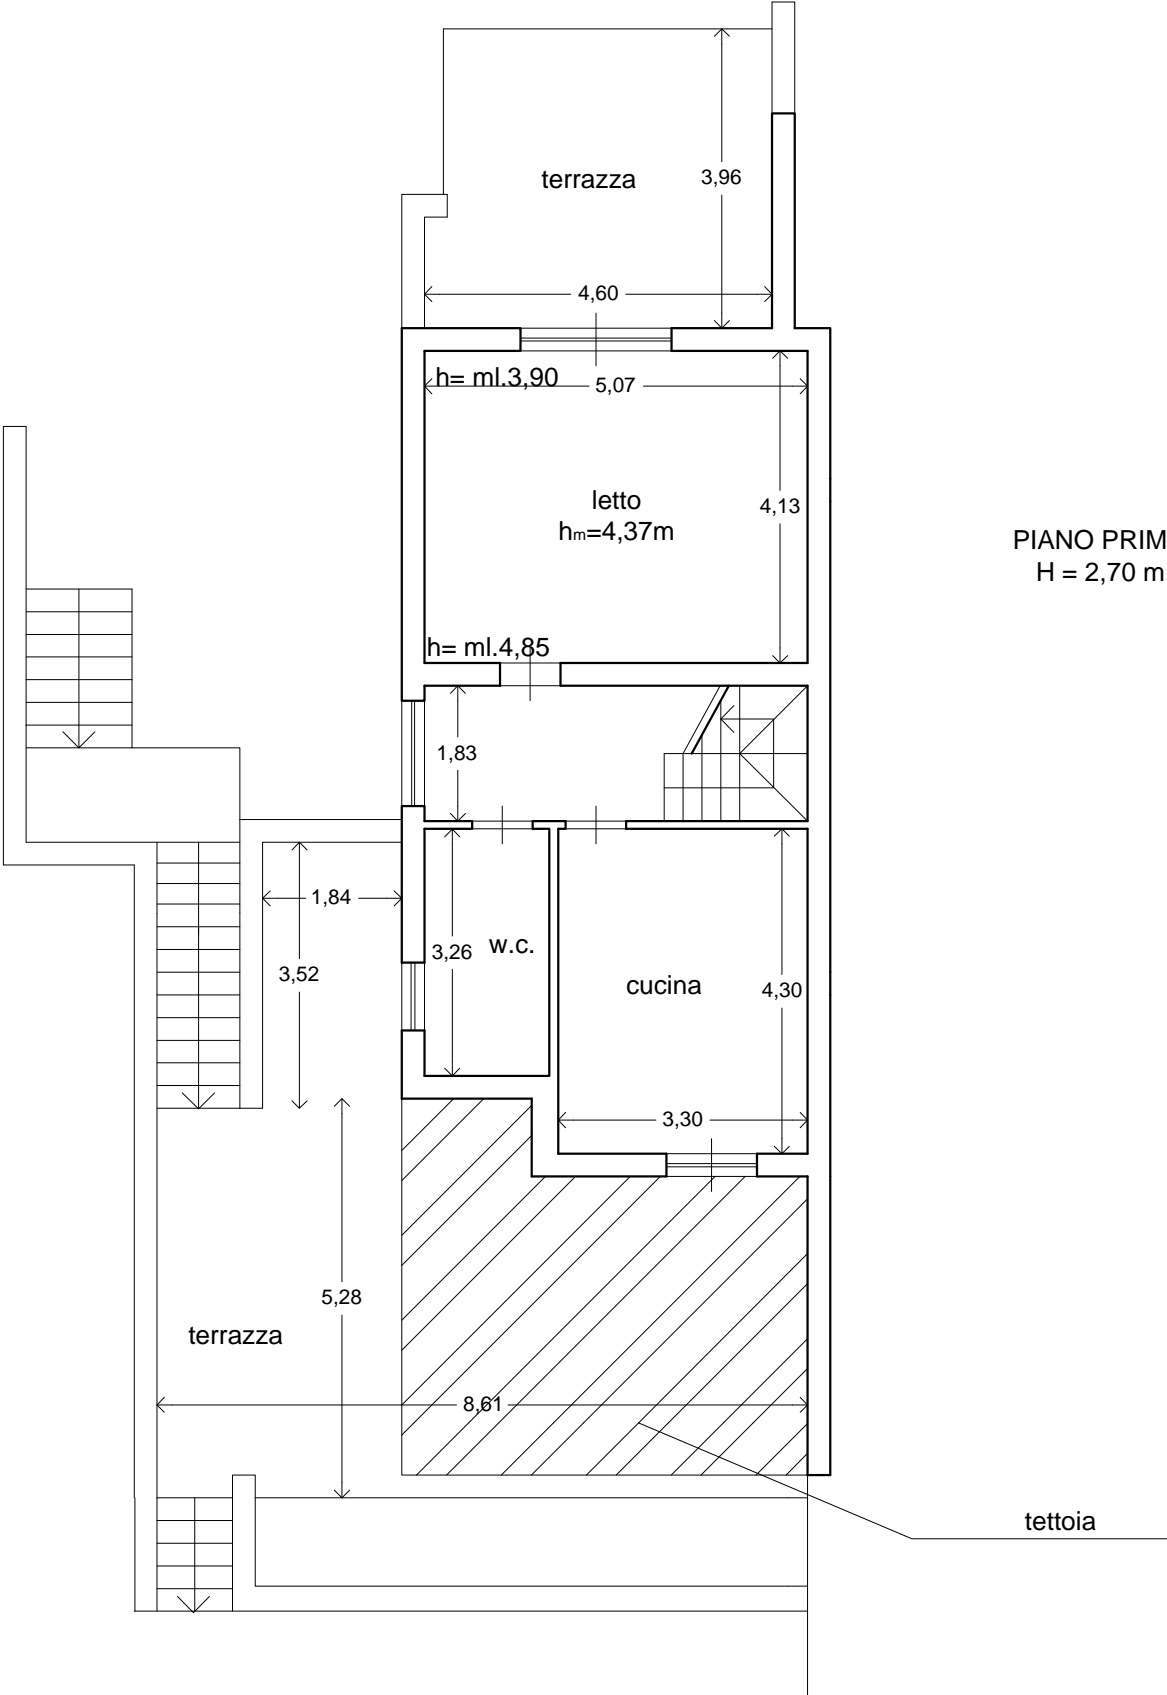 terrazza
3,96
4,60
h= ml.3,90
5,07
letto
hm=4,37m
4,13
PIANO PRIM
H = 2,70 m
h= ml.4,85
1,83
1,84
3,26
w.c.
3,52
cucina
4,30
3,30
5,28
terrazza
8,61
tettoia